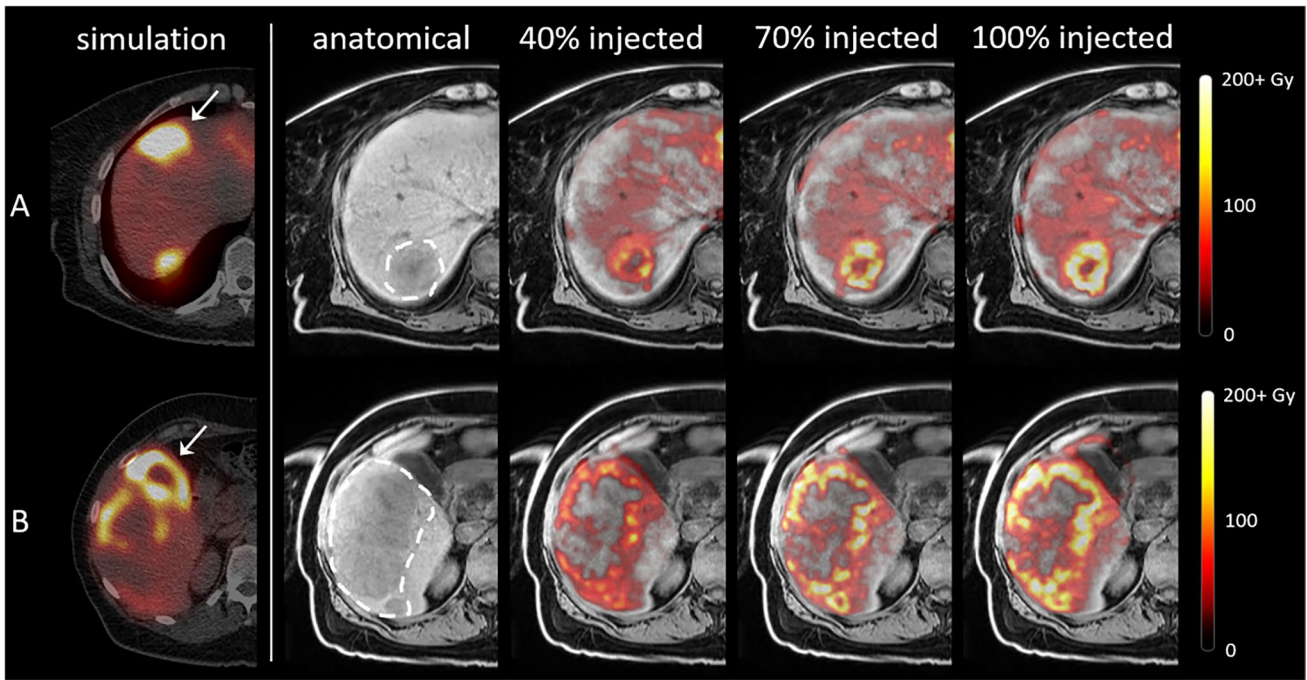 simulation anatomical 40% injected 70% injected 100% injected
200+ Gy
A
100
0
200+ Gy
B
100
0